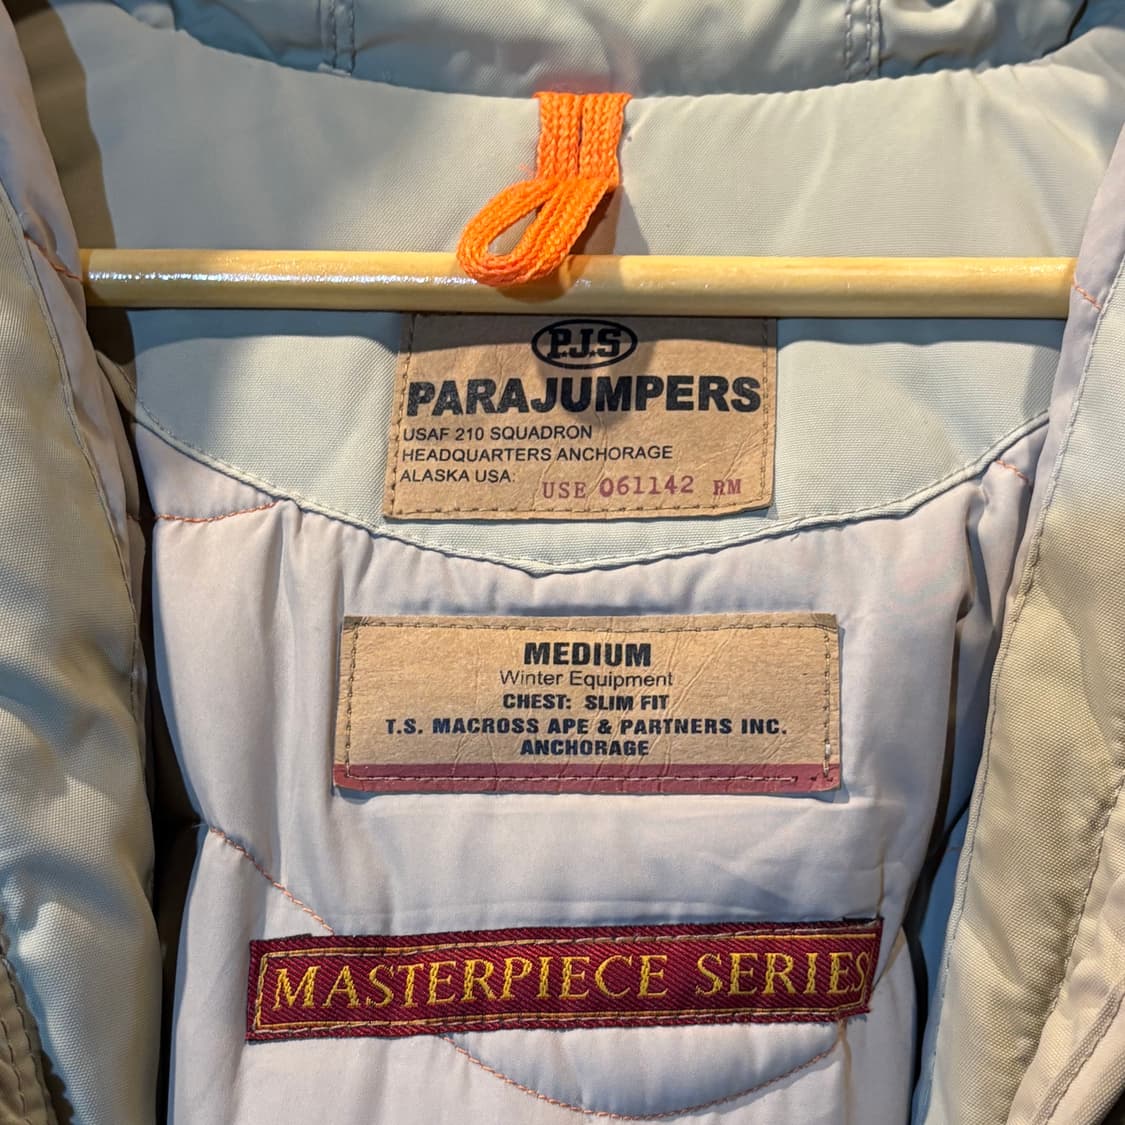 P.J.S
PARAJUMPERS
USAF 210 SQUADRON
HEADQUARTERS ANCHORAGE
ALASKA USA:
USE 061142 RM
MEDIUM
Winter Equipment
CHEST: SLIM FIT
T.S. MACROSS APE & PARTNERS INC.
ANCHORAGE
MASTERPIECE SERIES